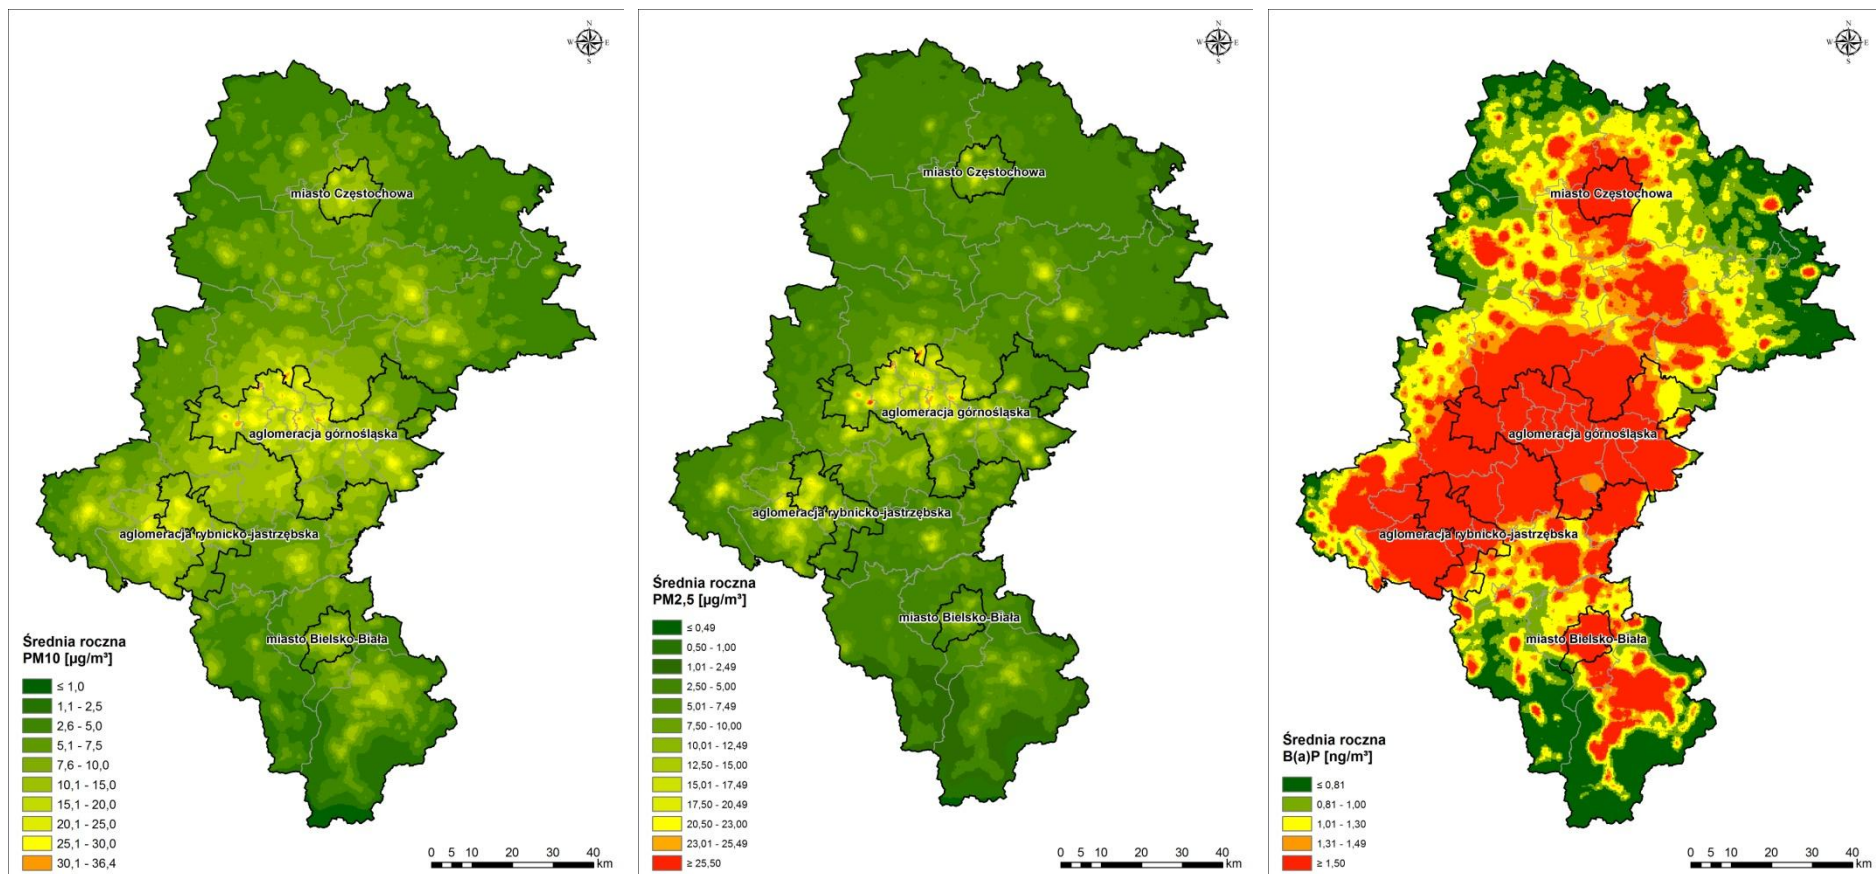 N
W E
S
miasto Częstochowa
aglomeracja górnośląska
aglomeracja rybnicko-jastrzębska
miasto Bielsko-Biała
Średnia roczna
PM10 [µg/m³]
≤ 1,0
1,1 - 2,5
2,6 - 5,0
5,1 - 7,5
7,6 - 10,0
10,1 - 15,0
15,1 - 20,0
20,1 - 25,0
25,1 - 30,0
30,1 - 36,4
0 5 10 20 30 40
km
N
W E
S
miasto Częstochowa
aglomeracja górnośląska
aglomeracja rybnicko-jastrzębska
miasto Bielsko-Biała
Średnia roczna
PM2,5 [µg/m³]
≤ 0,49
0,50 - 1,00
1,01 - 2,49
2,50 - 5,00
5,01 - 7,49
7,50 - 10,00
10,01 - 12,49
12,50 - 15,00
15,01 - 17,49
17,50 - 20,49
20,50 - 23,00
23,01 - 25,49
≥ 25,50
0 5 10 20 30 40
km
N
W E
S
miasto Częstochowa
aglomeracja górnośląska
aglomeracja rybnicko-jastrzębska
miasto Bielsko-Biała
Średnia roczna
B(a)P [ng/m³]
≤ 0,81
0,81 - 1,00
1,01 - 1,30
1,31 - 1,49
≥ 1,50
0 5 10 20 30 40
km